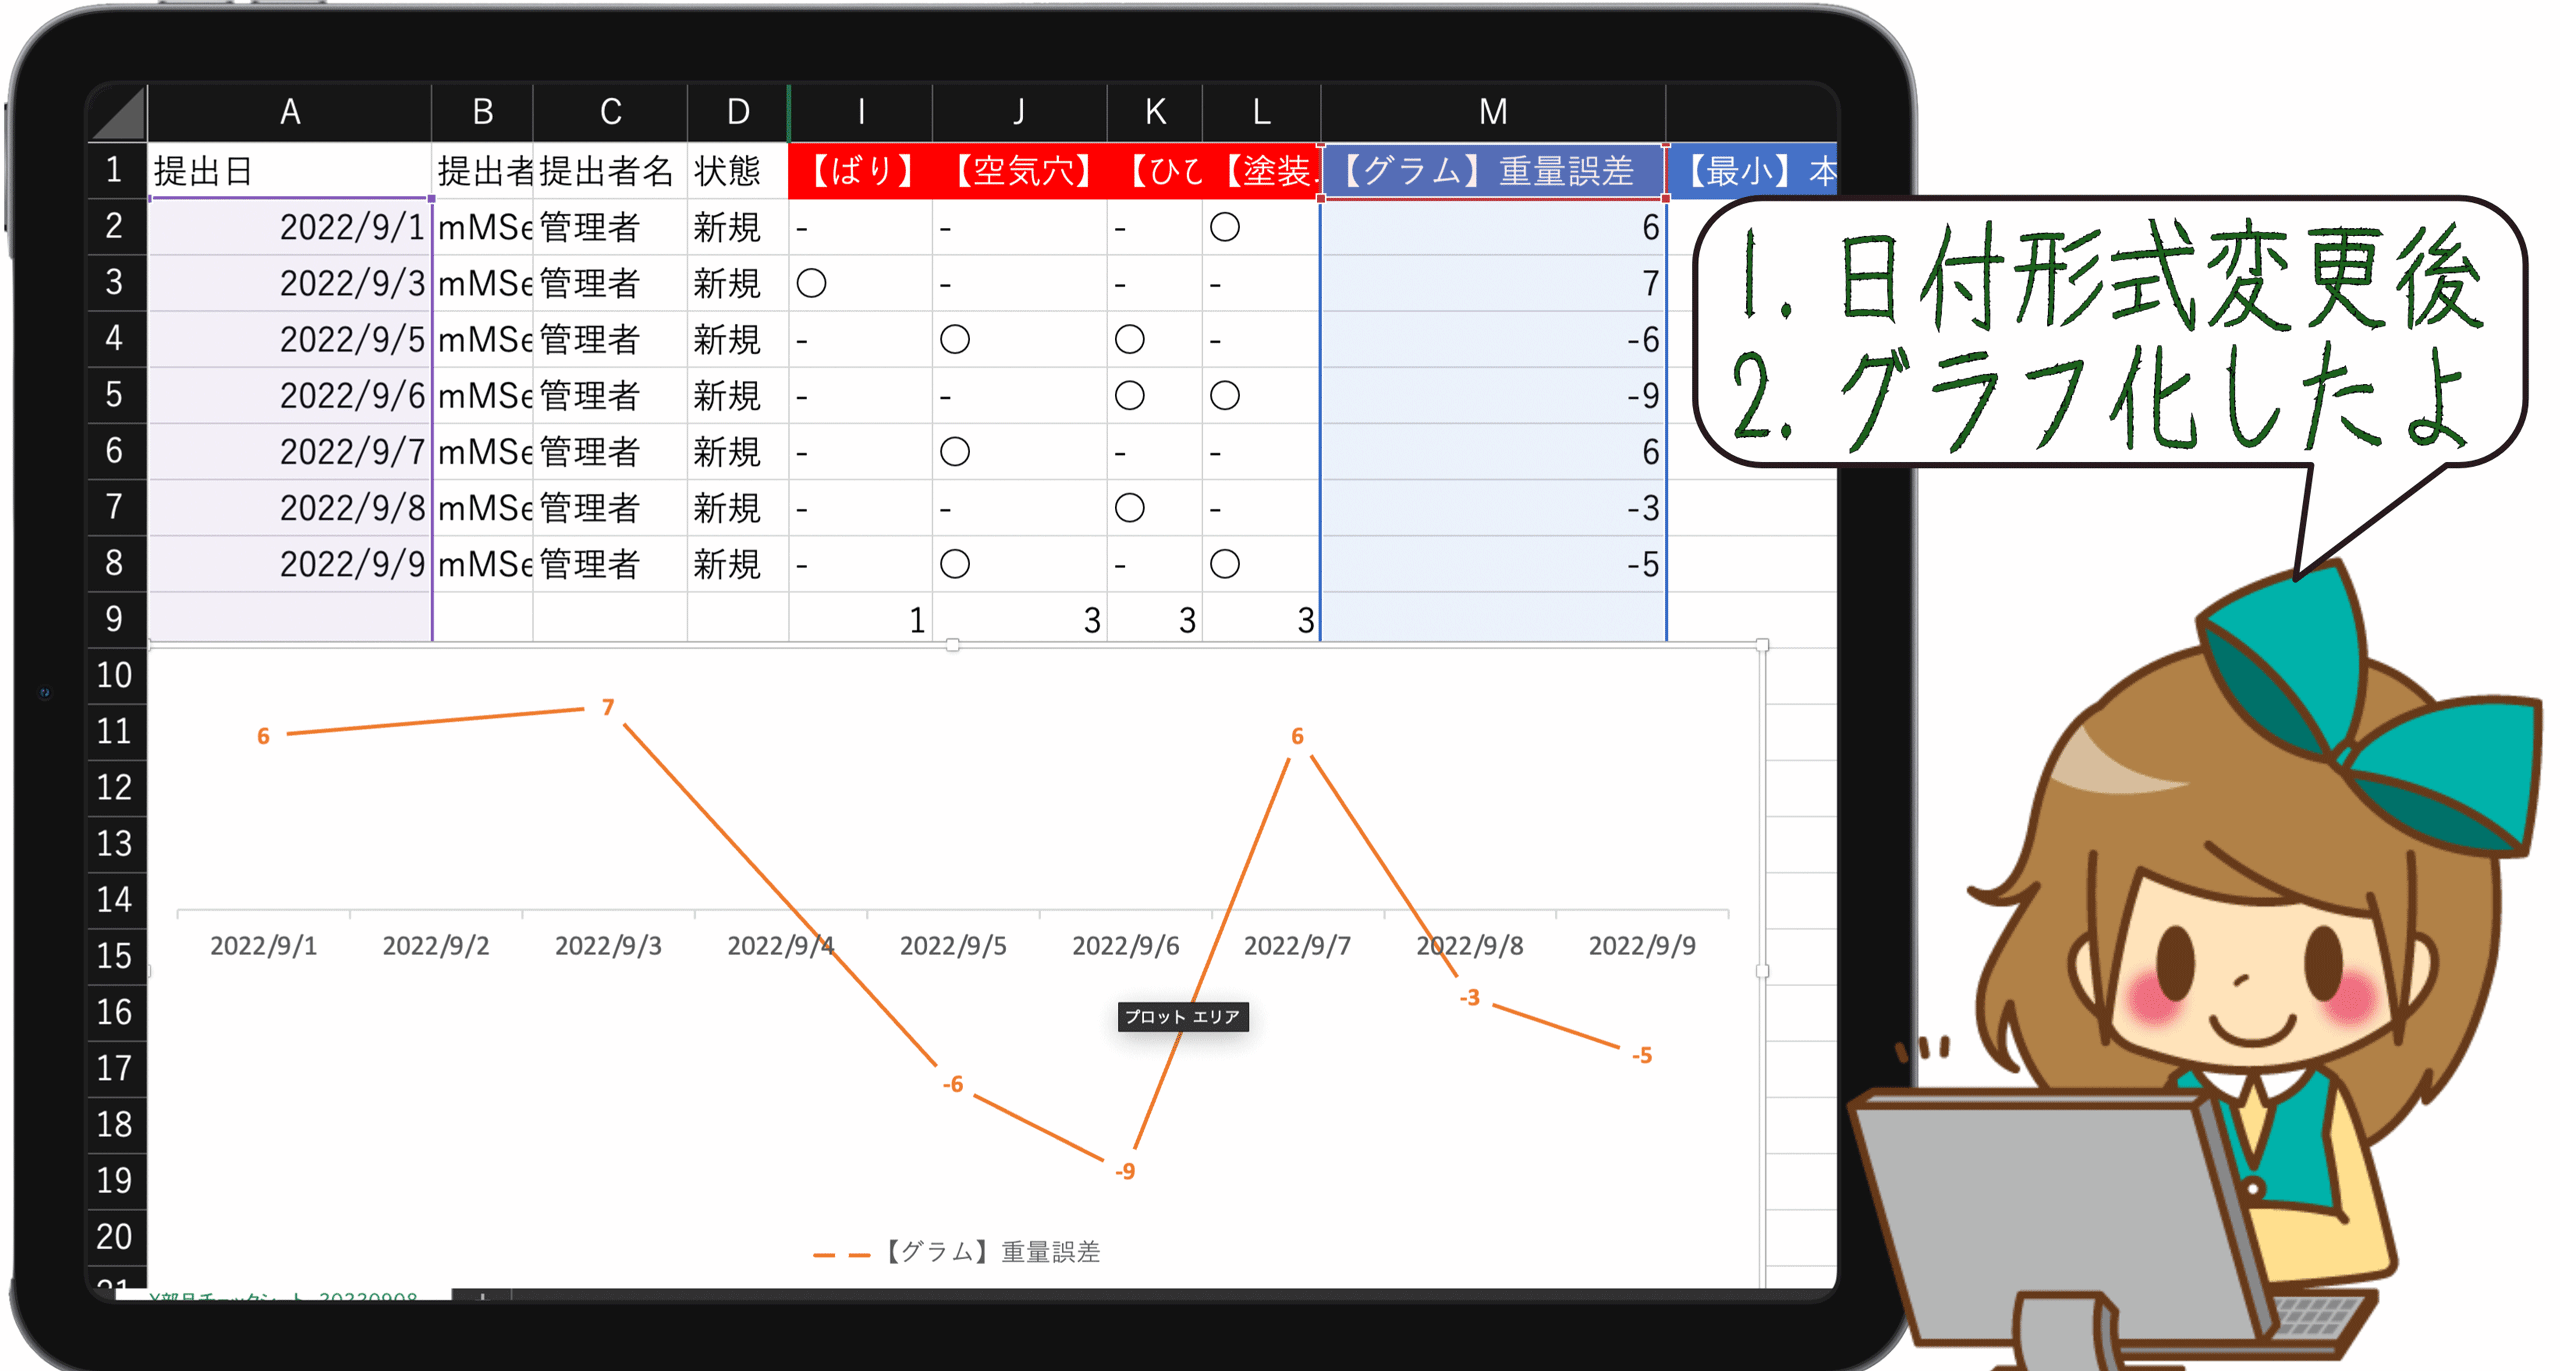 A B C D I J K L M
1 提出日 提出者 提出者名 状態 【ばり】 【空気穴】 【ひび 【塗装. 【グラム】重量誤差 【最小】本
2 2022/9/1 mMSe 管理者 新規 - - - ○ 6
3 2022/9/3 mMSe 管理者 新規 ○ - - - 7
4 2022/9/5 mMSe 管理者 新規 - ○ ○ - -6
5 2022/9/6 mMSe 管理者 新規 - - ○ ○ -9
6 2022/9/7 mMSe 管理者 新規 - ○ - - 6
7 2022/9/8 mMSe 管理者 新規 - - ○ - -3
8 2022/9/9 mMSe 管理者 新規 - ○ - ○ -5
9 1 3 3 3
1. 日付形式変更後
2. グラフ化したよ
10
11
12
13
14
15
16
17
18
19
20
21
6
7
-6
-9
6
-3
-5
2022/9/1 2022/9/2 2022/9/3 2022/9/4 2022/9/5 2022/9/6 2022/9/7 2022/9/8 2022/9/9
プロット エリア
【グラム】重量誤差